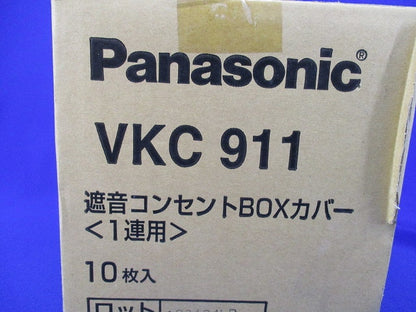 Panasonic®
VKC 911
遮音コンセントBOXカバー
<1連用>
10枚入
ロット